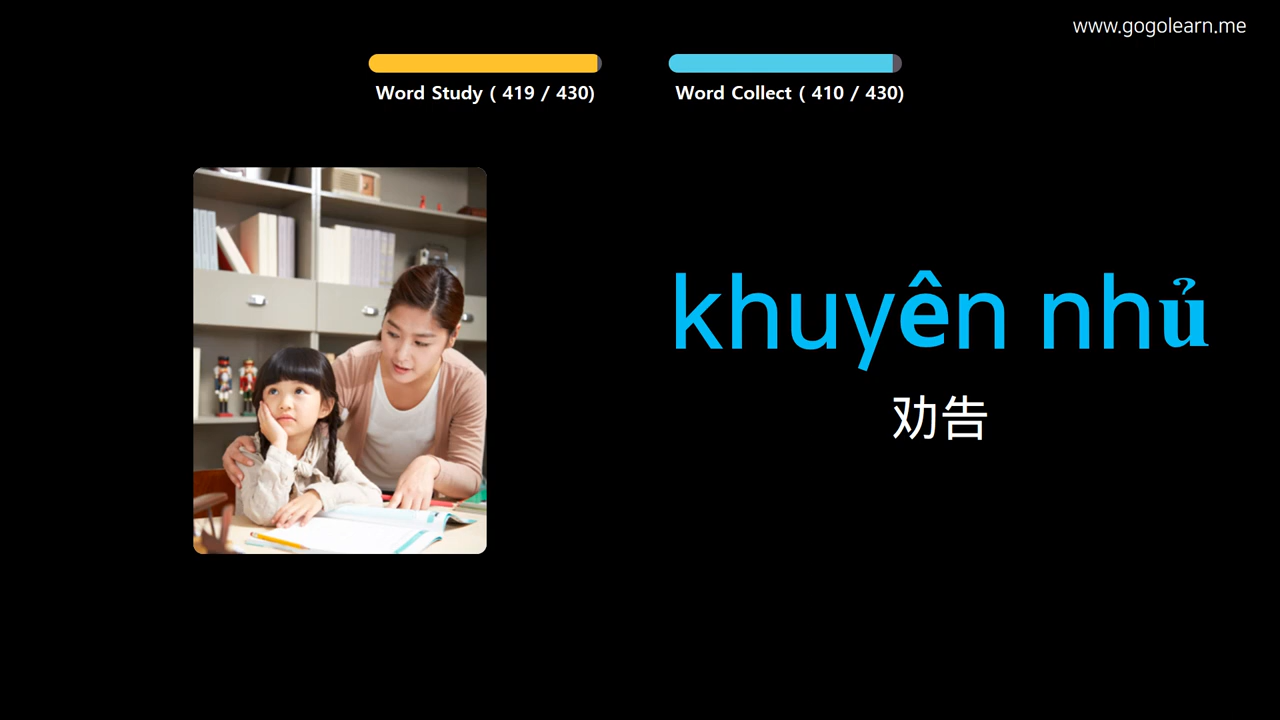 www.gogolearn.me
Word Study ( 419 / 430)
Word Collect ( 410 / 430)
khuyên nhủ
劝告